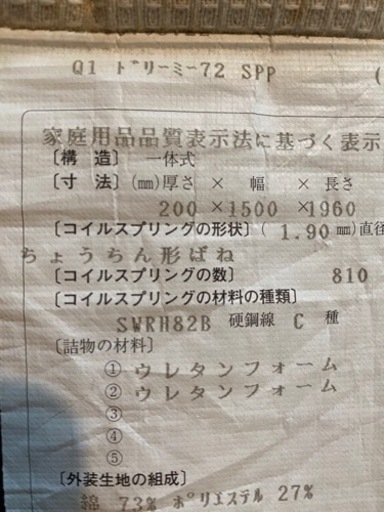 Q1 ドリーミー72 SPP (
家庭用品品質表示法に基づく表示
〔構 造〕 一体式
〔寸 法〕(mm)厚さ × 幅 × 長さ
200 ×1500 ×1960
〔コイルスプリングの形状〕( 1.90 mm)直径
ちょうちん形ばね
〔コイルスプリングの数〕 810
〔コイルスプリングの材料の種類〕
SWRH82B 硬鋼線 C 種
〔詰物の材料〕
① ウレタンフォーム
② ウレタンフォーム
③
④
⑤
〔外装生地の組成〕
綿 73% ポリエステル 27%